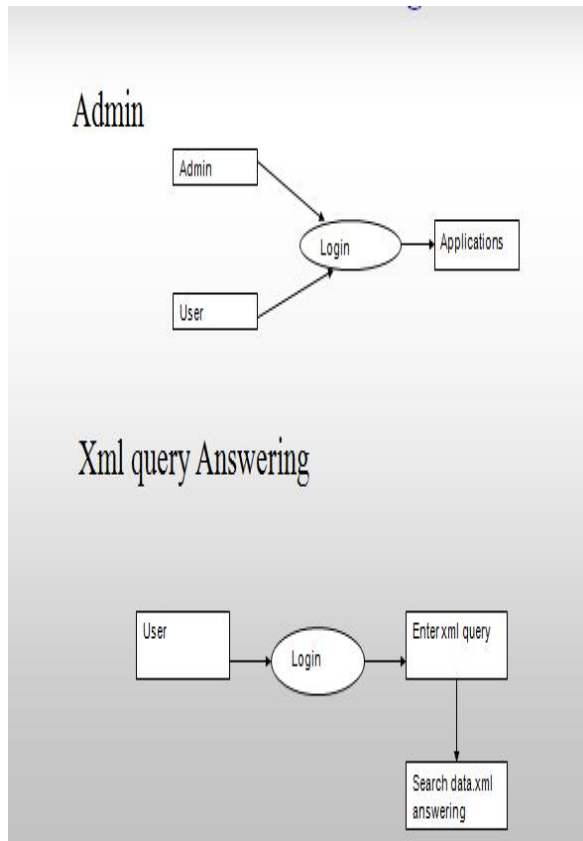 Admin
Admin
Login
Applications
User
Xml query Answering
User
Login
Enter xml query
Search data.xml
answering